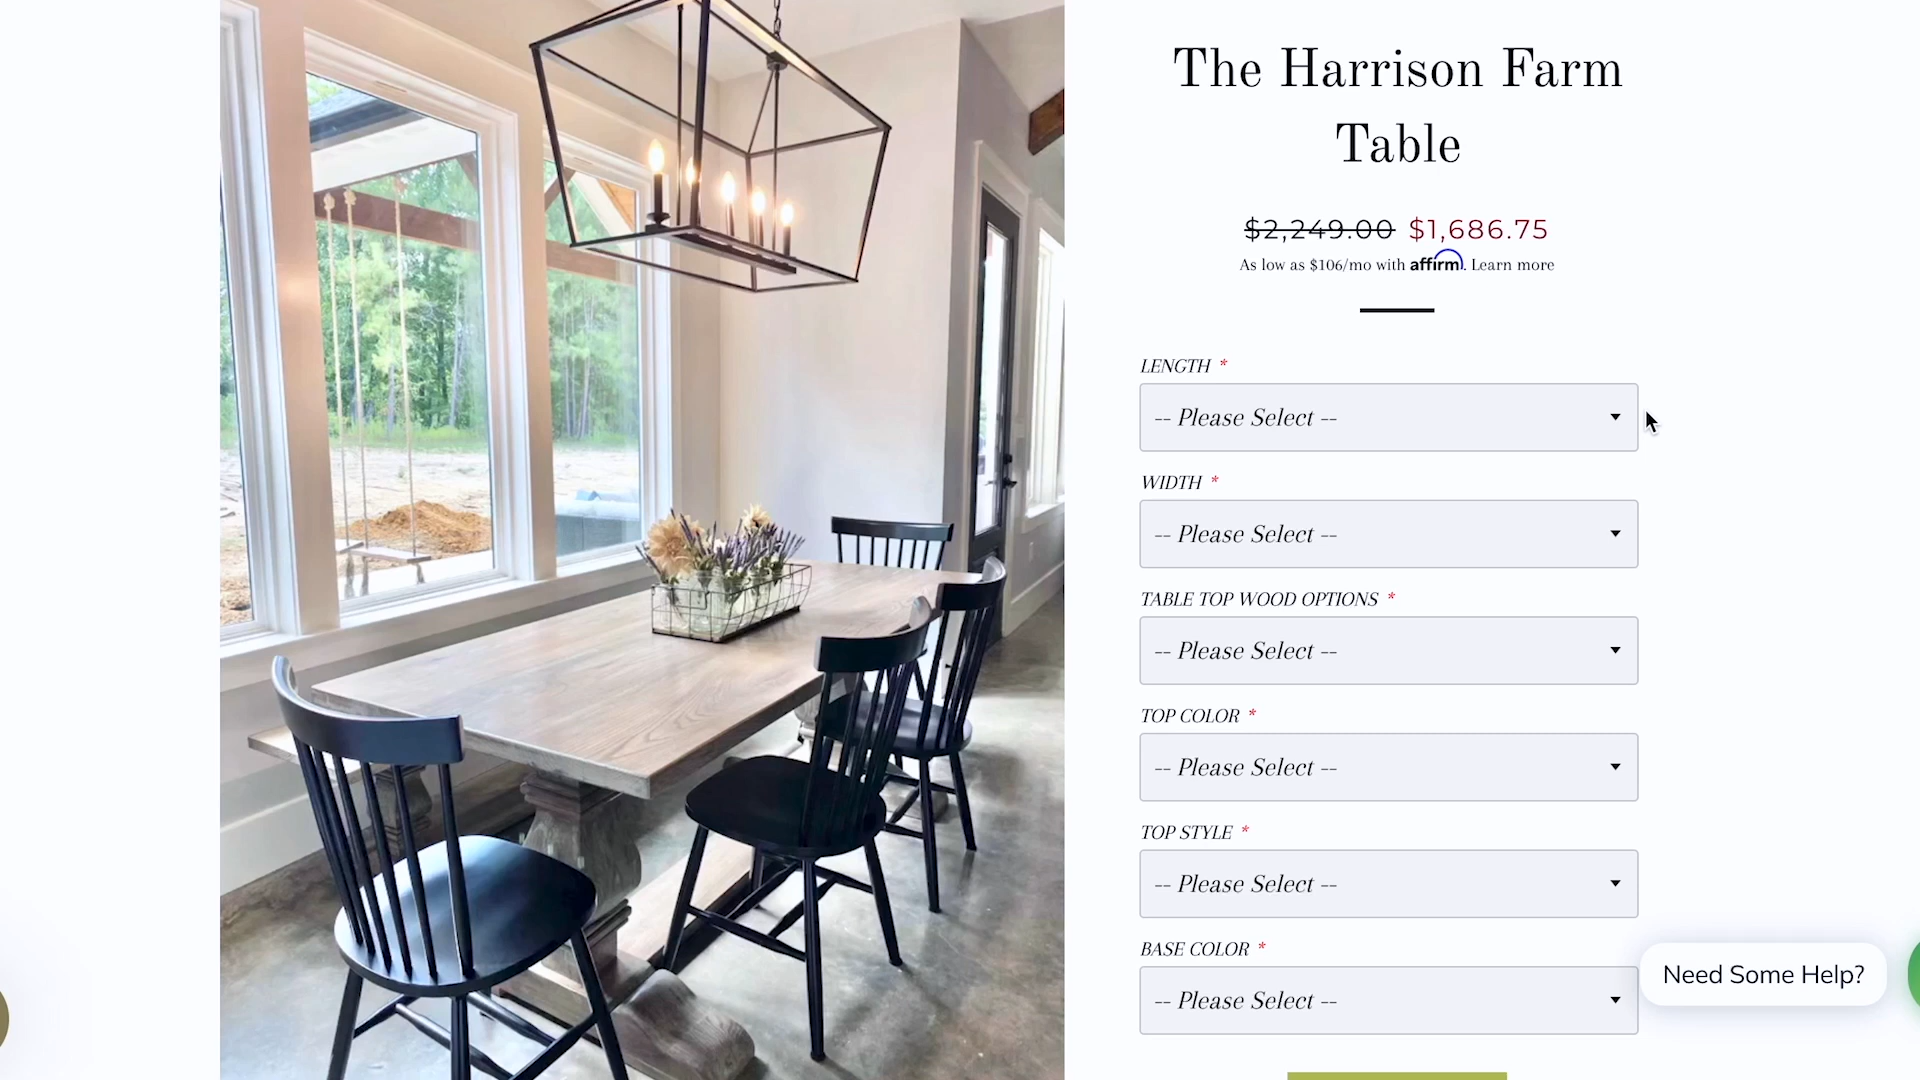 The Harrison Farm
Table
$2,249.00 $1,686.75
As low as $106/mo with affirm. Learn more
LENGTH *
-- Please Select --
WIDTH *
-- Please Select --
TABLE TOP WOOD OPTIONS *
-- Please Select --
TOP COLOR *
-- Please Select --
TOP STYLE *
-- Please Select --
BASE COLOR *
-- Please Select --
Need Some Help?